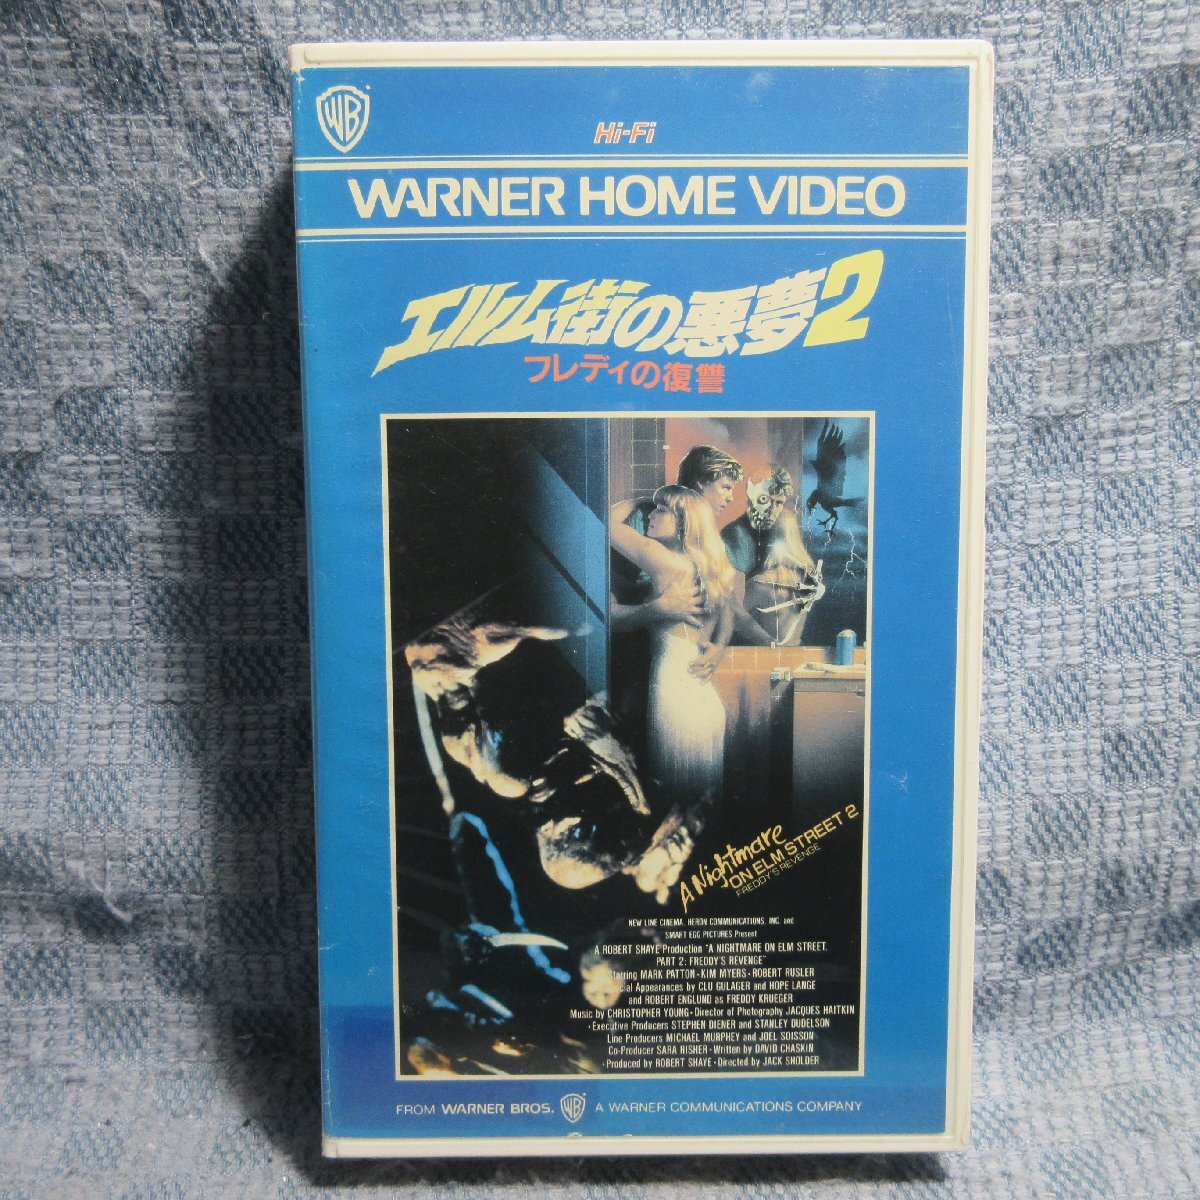 WB
Hi-Fi
WARNER HOME VIDEO
エルム街の悪夢2
フレディの復讐
A Nightmare
ON ELM STREET 2
FREDDY'S REVENGE
NEW LINE CINEMA, HERON COMMUNICATIONS, INC. and
SMART EGG PICTURES Present
A ROBERT SHAYE Production "A NIGHTMARE ON ELM STREET,
PART 2: FREDDY'S REVENGE"
Starring MARK PATTON · KIM MYERS · ROBERT RUSLER
Special Appearances by CLU GULAGER and HOPE LANGE
and ROBERT ENGLUND as FREDDY KRUEGER
Music by CHRISTOPHER YOUNG · Director of Photography JACQUES HAITKIN
· Executive Producers STEPHEN DIENER and STANLEY DUDELSON
Line Producers MICHAEL MURPHEY and JOEL SOISSON
Co-Producer SARA RISHER · Written by DAVID CHASKIN
· Produced by ROBERT SHAYE · Directed by JACK SHOLDER
FROM WARNER BROS. WB A WARNER COMMUNICATIONS COMPANY